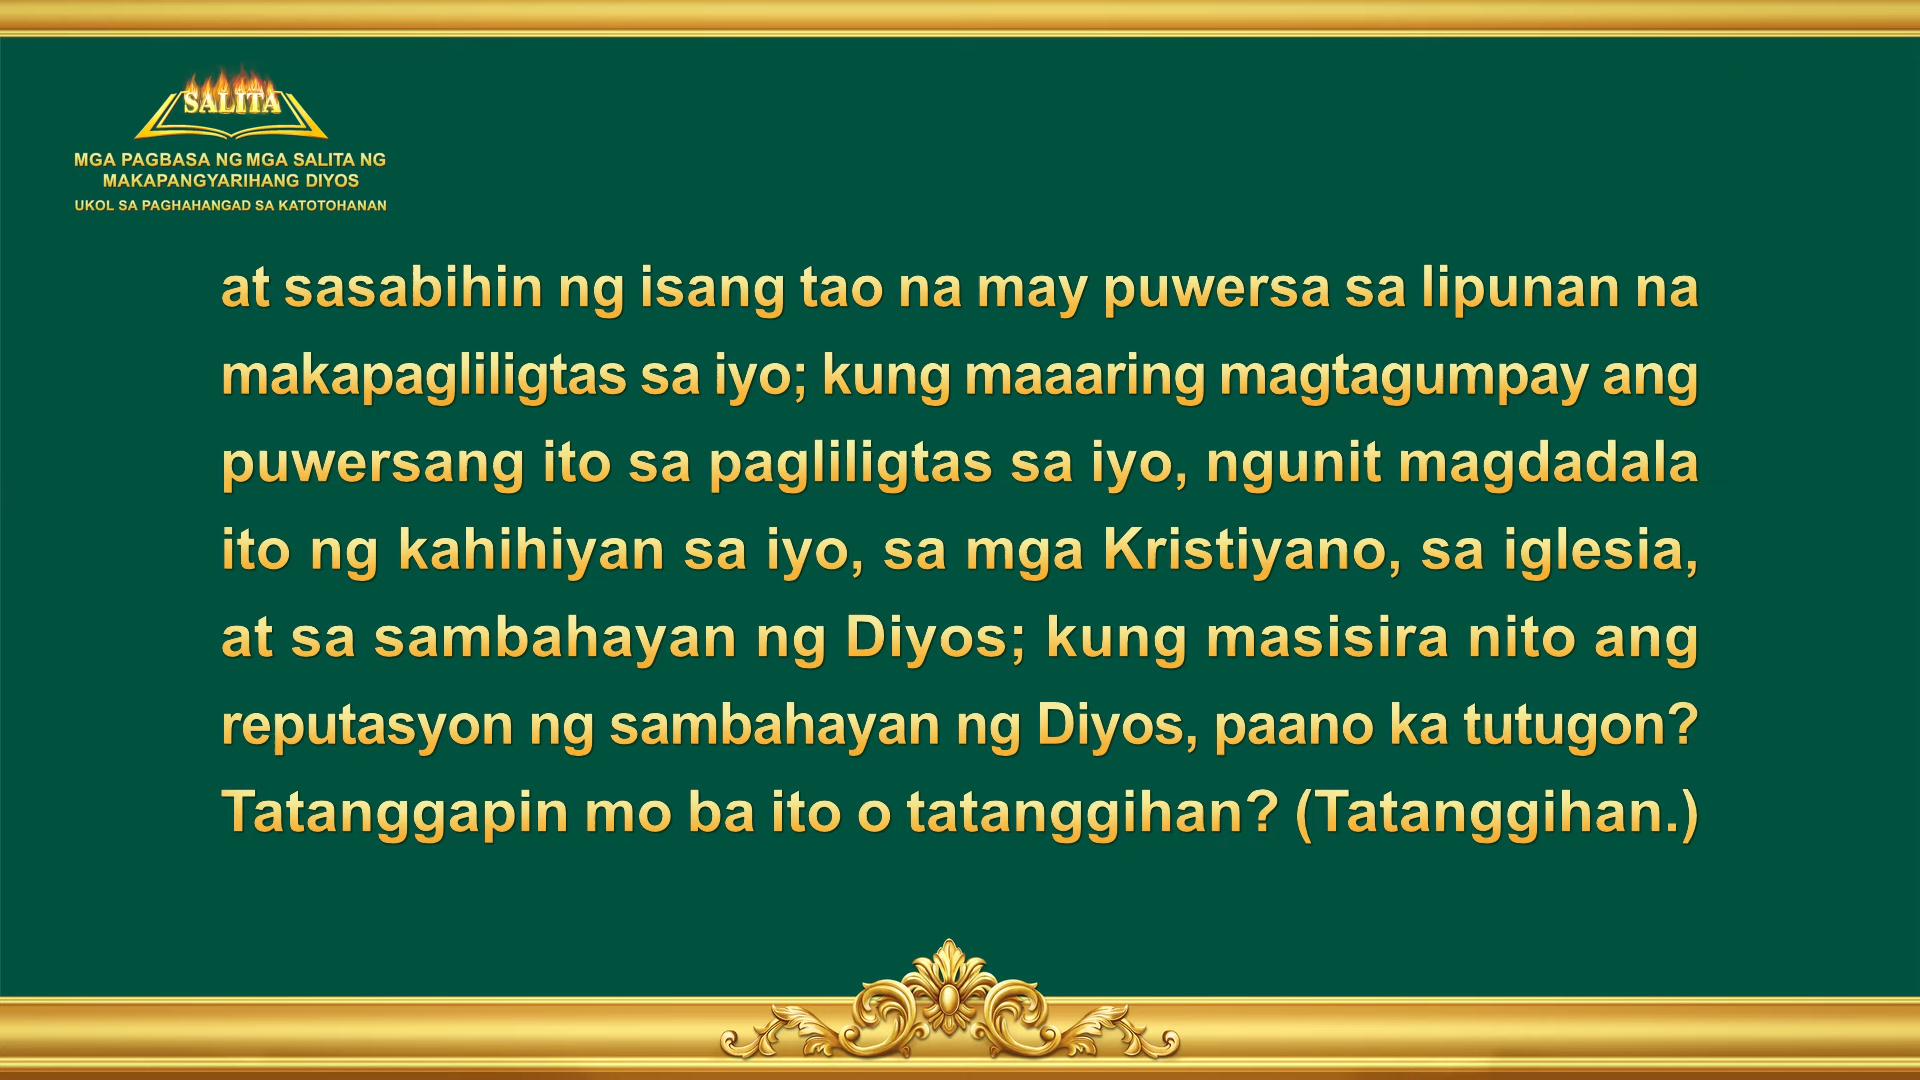 SALITA
MGA PAGBASA NG MGA SALITA NG
MAKAPANGYARIHANG DIYOS
UKOL SA PAGHAHANGAD SA KATOTOHANAN
at sasabihin ng isang tao na may puwersa sa lipunan na
makapagliligtas sa iyo; kung maaaring magtagumpay ang
puwersang ito sa pagliligtas sa iyo, ngunit magdadala
ito ng kahihiyan sa iyo, sa mga Kristiyano, sa iglesia,
at sa sambahayan ng Diyos; kung masisira nito ang
reputasyon ng sambahayan ng Diyos, paano ka tutugon?
Tatanggapin mo ba ito o tatanggihan? (Tatanggihan.)